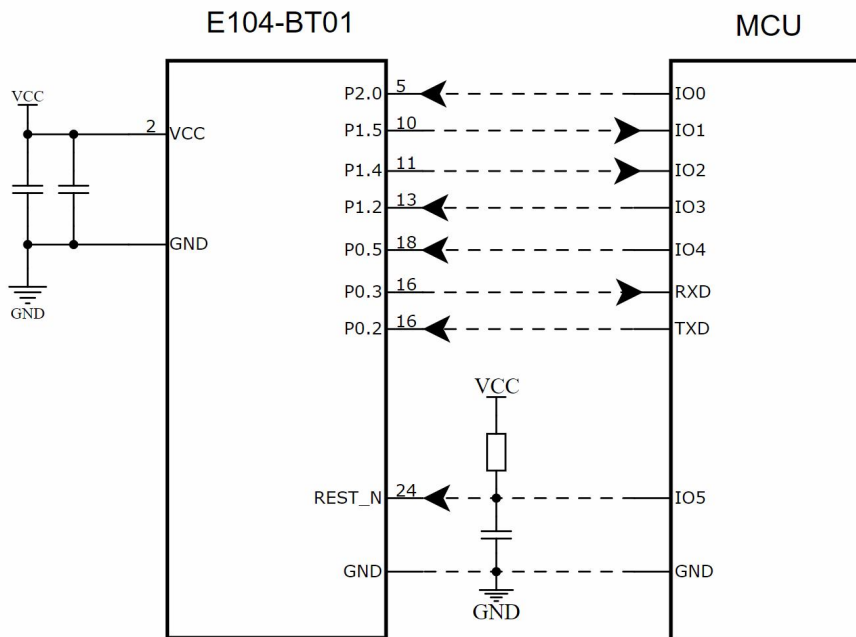 E104-BT01 MCU
P2.0 5 IO0
VCC
P1.5 10 IO1
2 VCC
P1.4 11 IO2
P1.2 13 IO3
GND P0.5 18 IO4
P0.3 16 RXD
GND
P0.2 16 TXD
VCC
REST_N 24 IO5
GND GND
GND